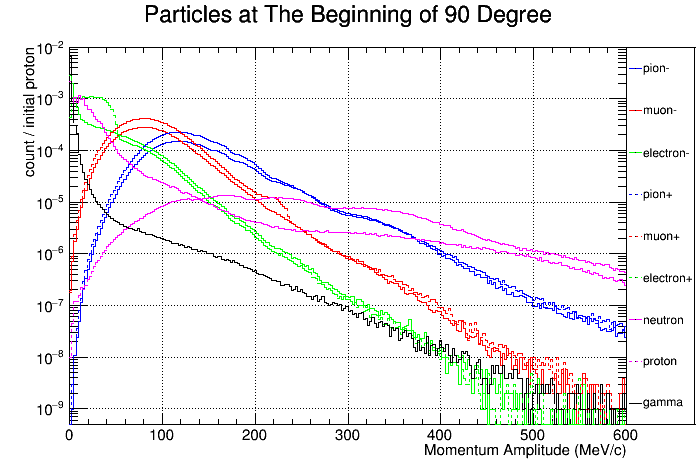 Particles at The Beginning of 90 Degree
count / initial proton
10⁻²
10⁻³
10⁻⁴
10⁻⁵
10⁻⁶
10⁻⁷
10⁻⁸
10⁻⁹
0 100 200 300 400 500 600
Momentum Amplitude (MeV/c)
pion-
muon-
electron-
pion+
muon+
electron+
neutron
proton
gamma